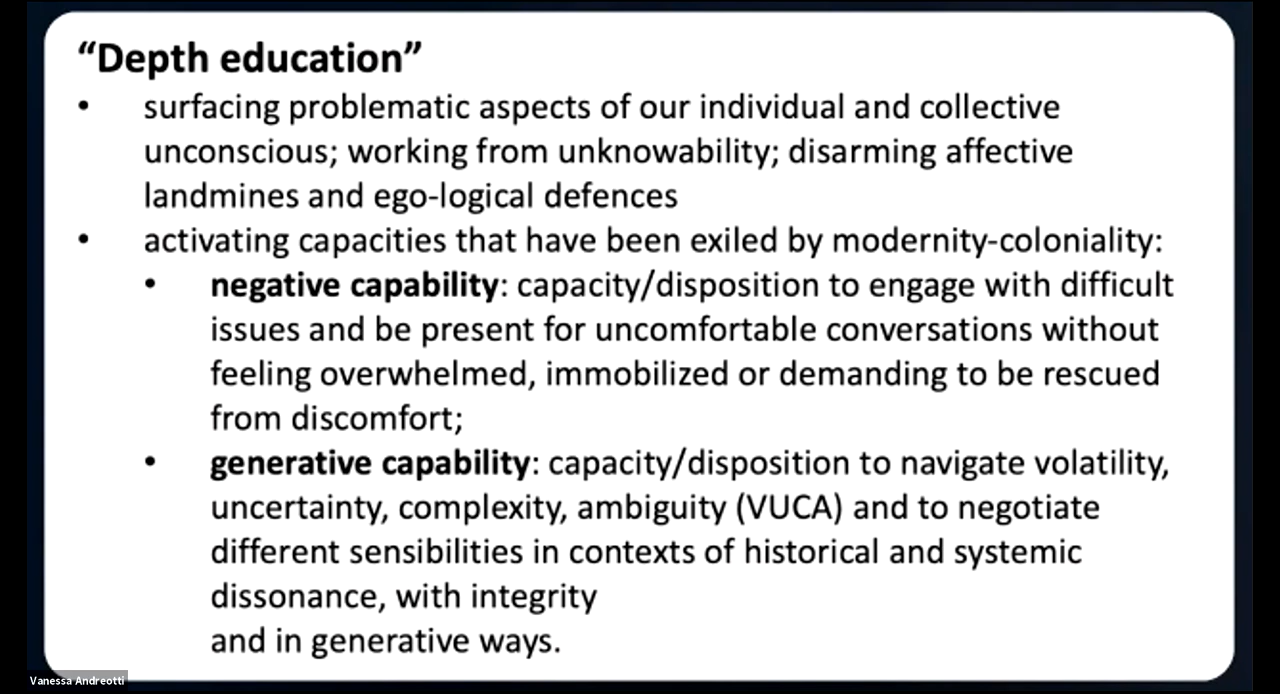 “Depth education”
• surfacing problematic aspects of our individual and collective
unconscious; working from unknowability; disarming affective
landmines and ego-logical defences
• activating capacities that have been exiled by modernity-coloniality:
• negative capability: capacity/disposition to engage with difficult
issues and be present for uncomfortable conversations without
feeling overwhelmed, immobilized or demanding to be rescued
from discomfort;
• generative capability: capacity/disposition to navigate volatility,
uncertainty, complexity, ambiguity (VUCA) and to negotiate
different sensibilities in contexts of historical and systemic
dissonance, with integrity
and in generative ways.
Vanessa Andreotti